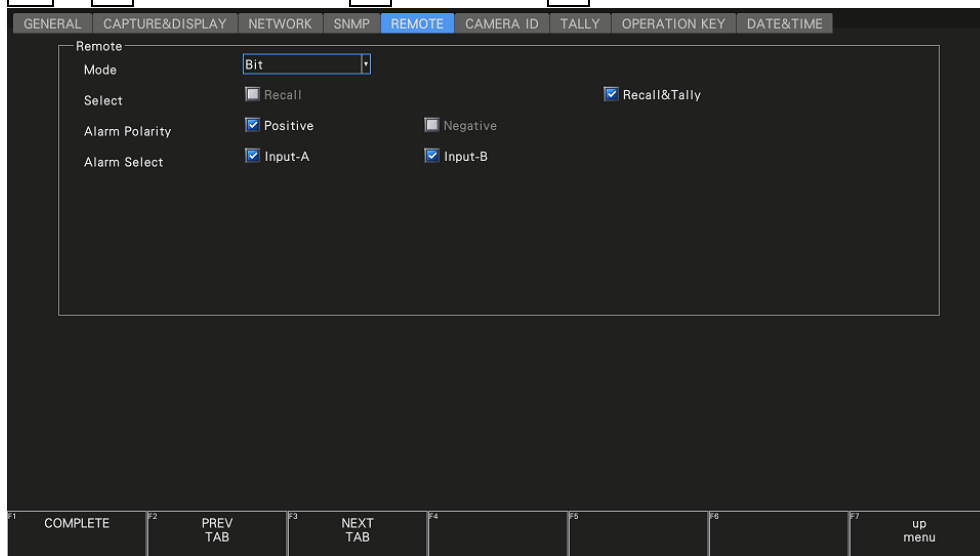 GENERAL CAPTURE&DISPLAY NETWORK SNMP REMOTE CAMERA ID TALLY OPERATION KEY DATE&TIME
Remote
Mode Bit
Select Recall Recall&Tally
Alarm Polarity Positive Negative
Alarm Select Input-A Input-B
F1 COMPLETE F2 PREV F3 NEXT F4 F5 F6 F7 up
TAB TAB menu